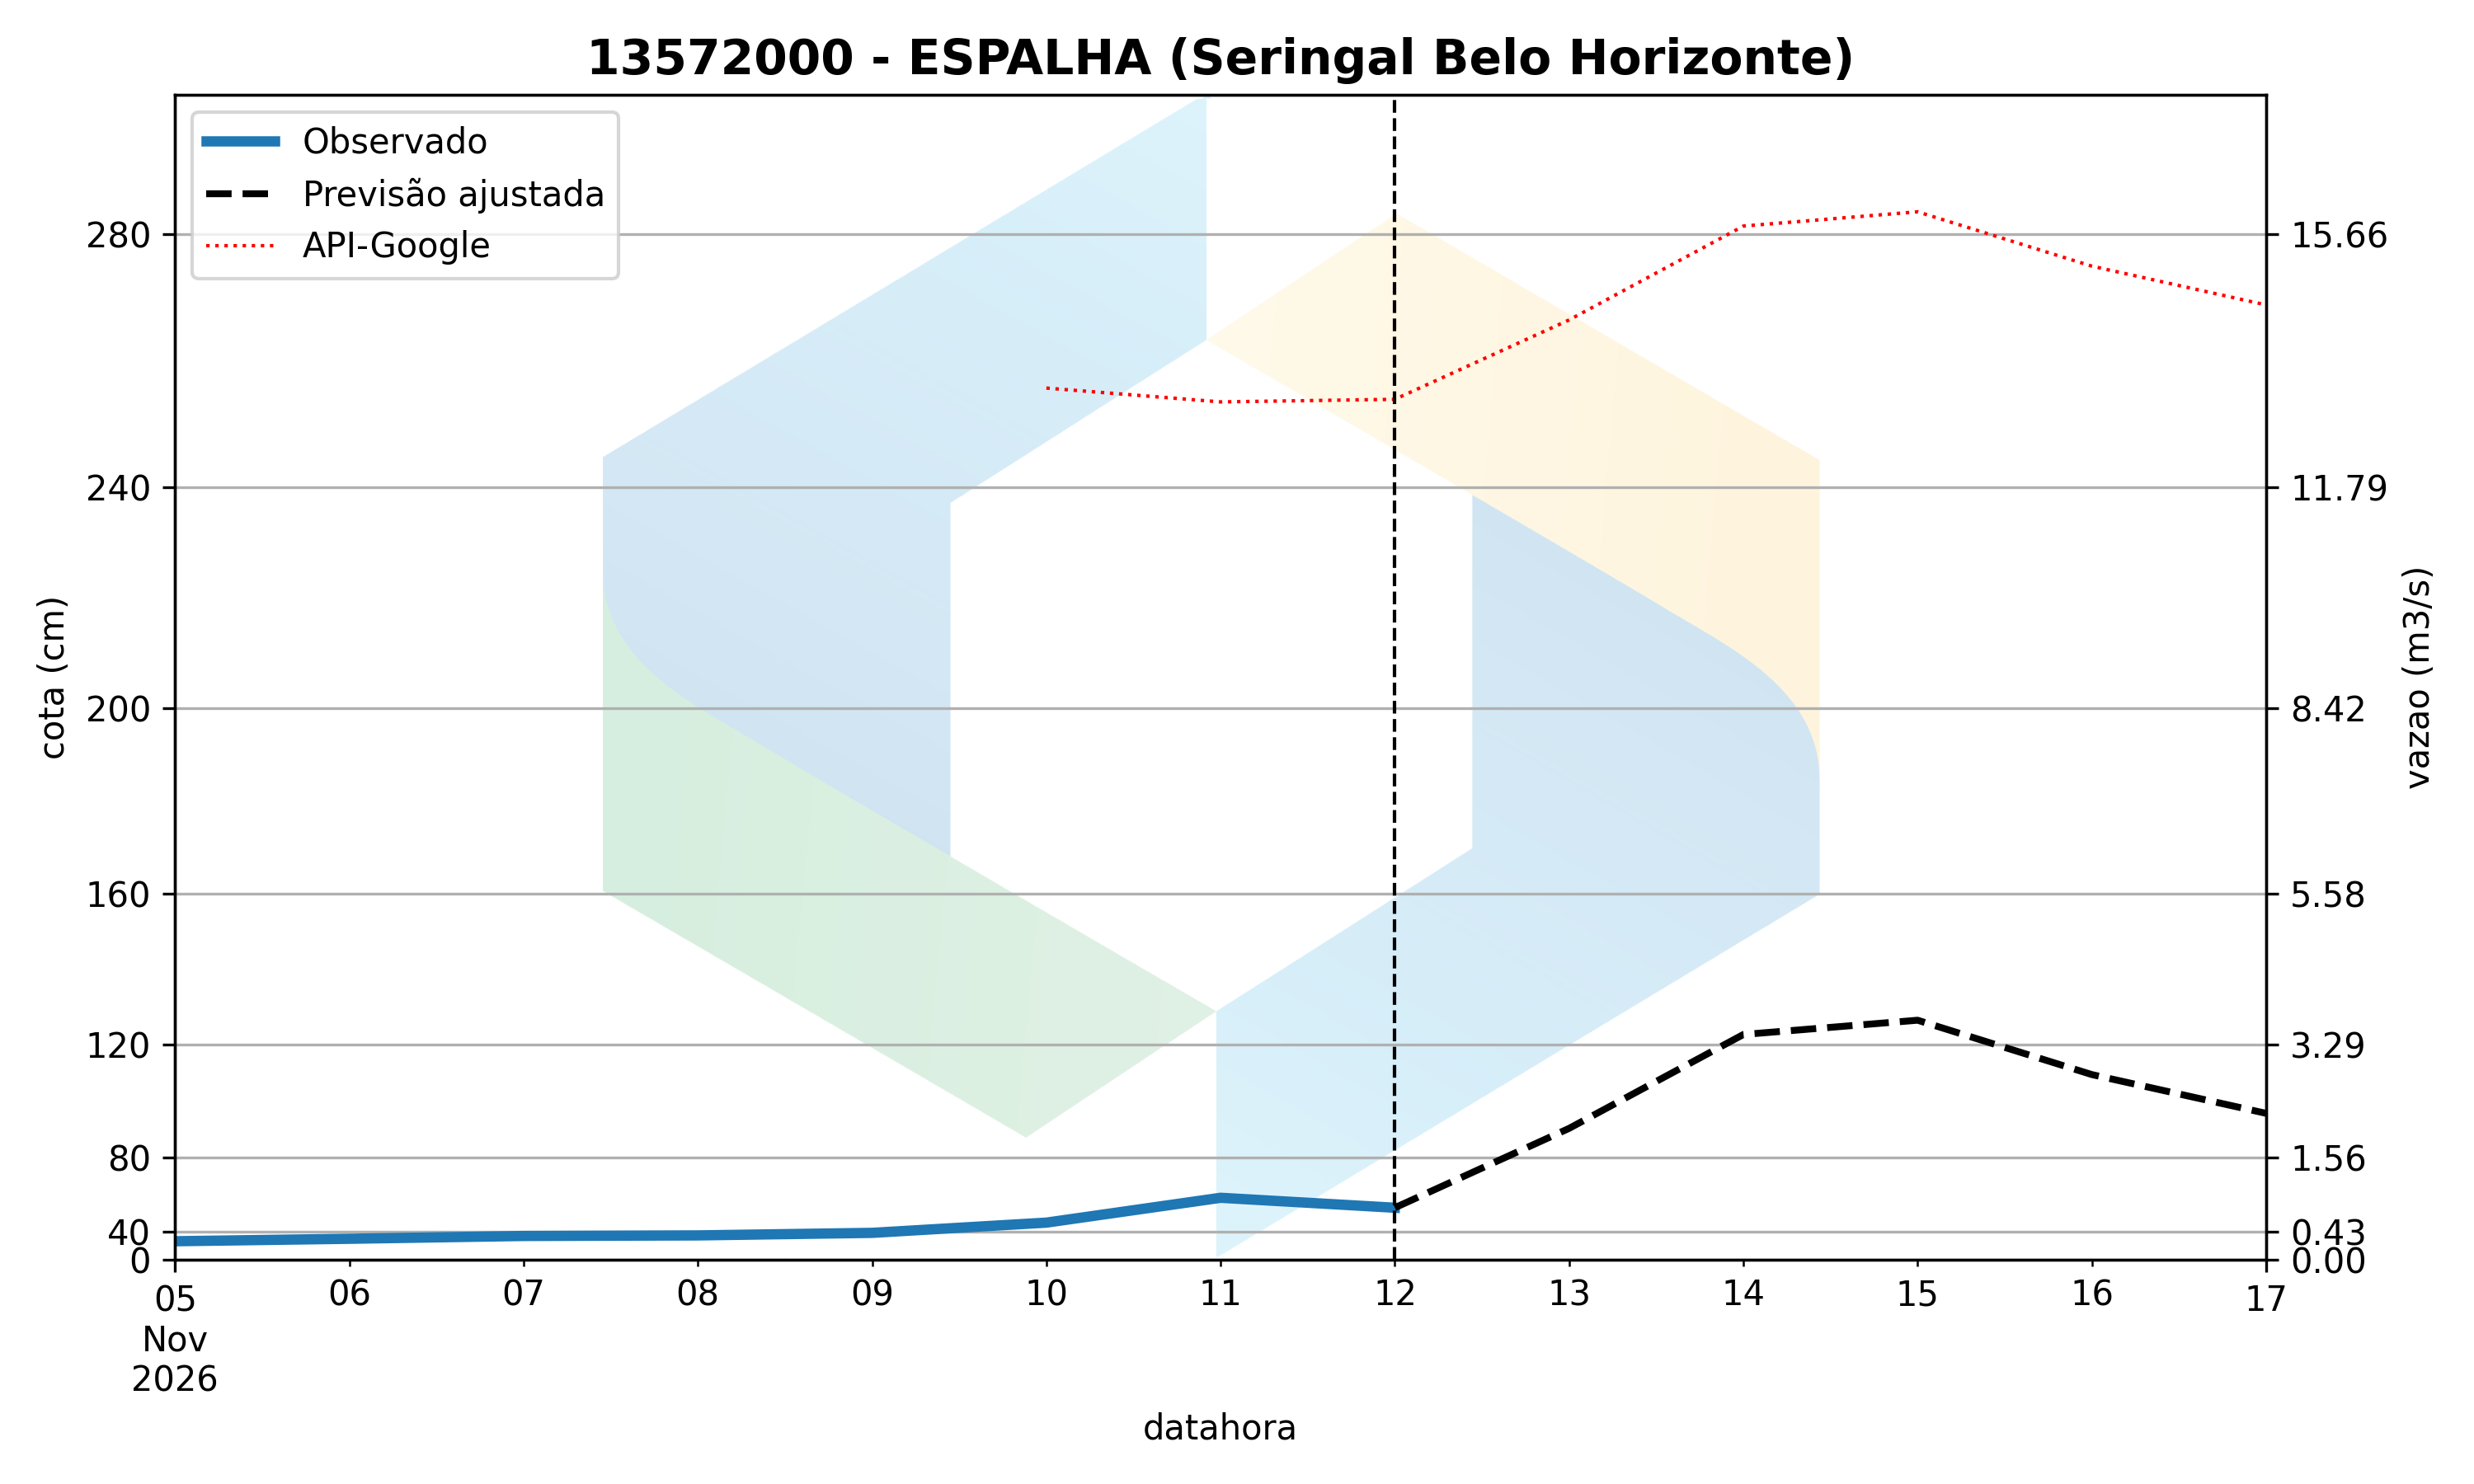 13572000 - ESPALHA (Seringal Belo Horizonte)
Observado
Previsão ajustada
API-Google
280
240
200
160
120
80
40
0
cota (cm)
15.66
11.79
8.42
5.58
3.29
1.56
0.43
0.00
vazao (m3/s)
05 06 07 08 09 10 11 12 13 14 15 16 17
Nov
2026
datahora